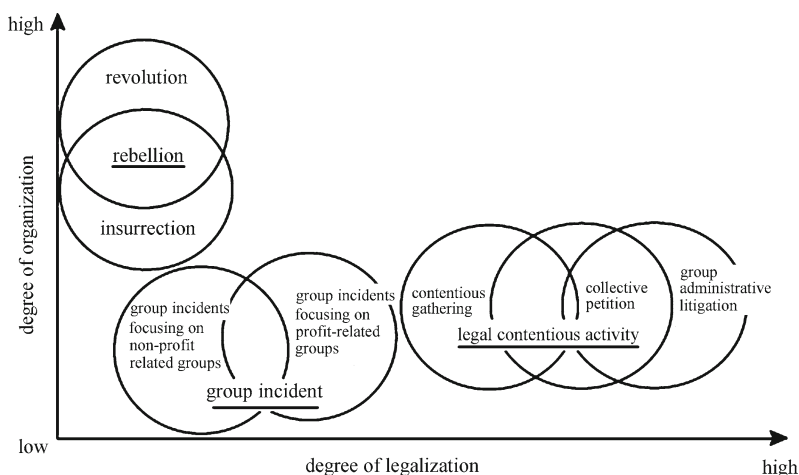 high
revolution
rebellion
insurrection
degree of organization
group incidents
focusing on
non-profit
related groups
group incidents
focusing on
profit-related
groups
group incident
contentious
gathering
collective
petition
group
administrative
litigation
legal contentious activity
low
degree of legalization
high